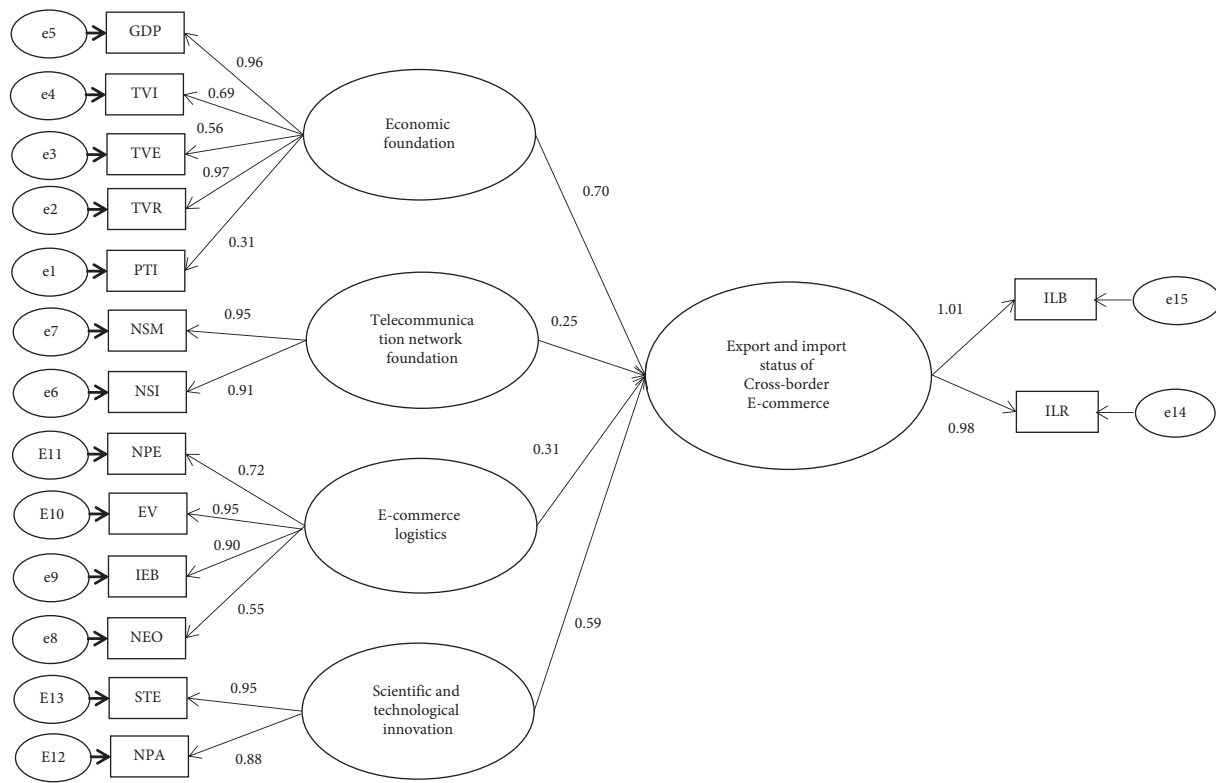 e5
GDP
0.96
e4
TVI
0.69
e3
TVE
0.56
e2
TVR
0.97
e1
PTI
0.31
Economic
foundation
0.70
e7
NSM
0.95
e6
NSI
0.91
Telecommunica
tion network
foundation
0.25
E11
NPE
0.72
E10
EV
0.95
e9
IEB
0.90
e8
NEO
0.55
E-commerce
logistics
0.31
E13
STE
0.95
E12
NPA
0.88
Scientific and
technological
innovation
0.59
Export and import
status of
Cross-border
E-commerce
1.01
ILB
e15
0.98
ILR
e14